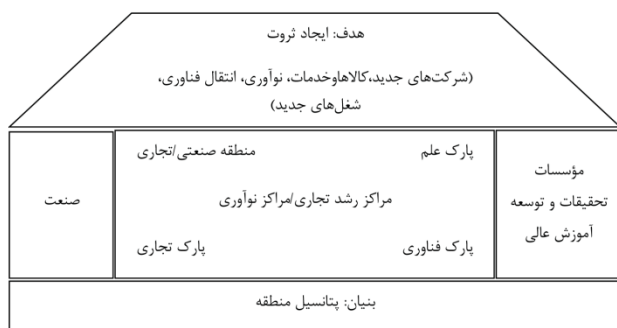 هدف: ایجاد ثروت
(شرکت‌های جدید،کالاهاوخدمات، نوآوری، انتقال فناوری،
شغل‌های جدید)
مؤسسات
تحقیقات و توسعه
آموزش عالی
پارک علم
منطقه صنعتی/تجاری
مراکز رشد تجاری/مراکز نوآوری
پارک فناوری
پارک تجاری
صنعت
بنیان: پتانسیل منطقه